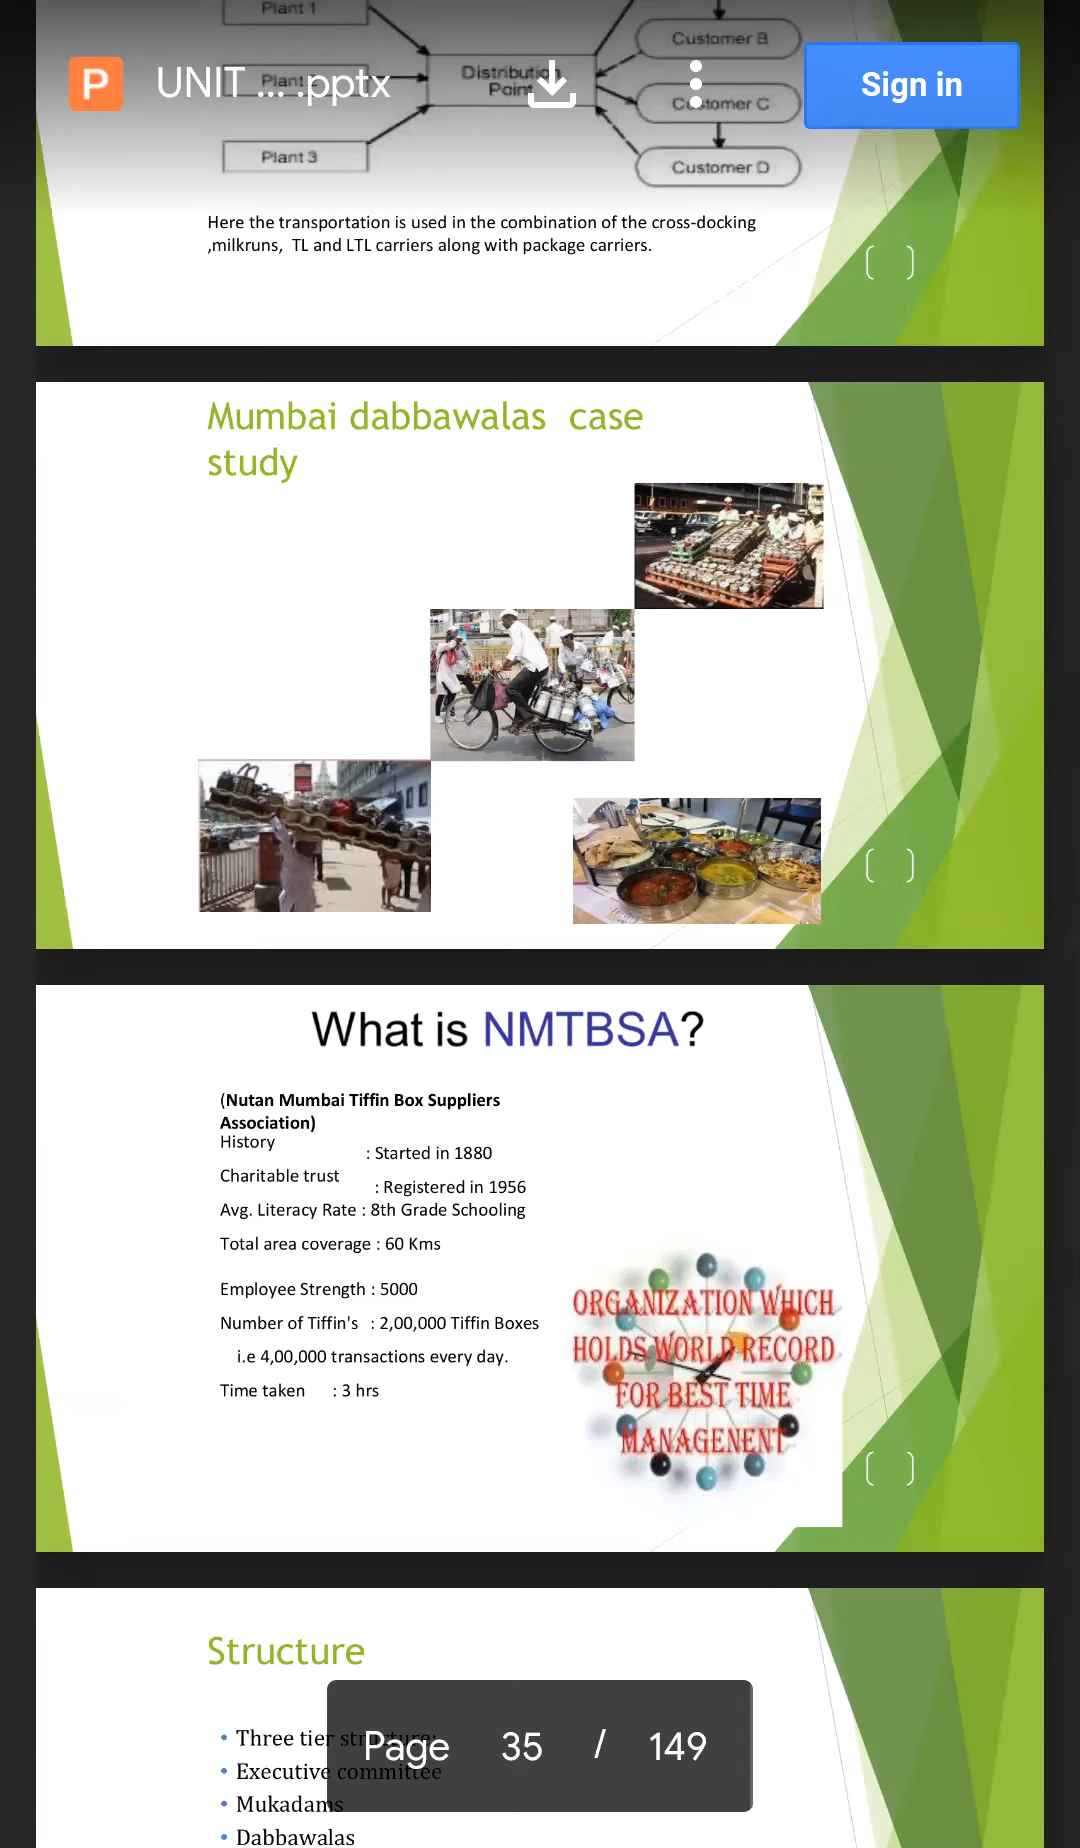 Plant 1
Customer B
P UNIT ... .pptx
Sign in
Plant 2
Distribution
Point
Customer C
Plant 3
Customer D
Here the transportation is used in the combination of the cross-docking
,milkruns, TL and LTL carriers along with package carriers.
Mumbai dabbawalas case
study
What is NMTBSA?
(Nutan Mumbai Tiffin Box Suppliers
Association)
History
: Started in 1880
Charitable trust
: Registered in 1956
Avg. Literacy Rate : 8th Grade Schooling
Total area coverage : 60 Kms
Employee Strength : 5000
Number of Tiffin's : 2,00,000 Tiffin Boxes
i.e 4,00,000 transactions every day.
Time taken : 3 hrs
ORGANIZATION WHICH
HOLDS WORLD RECORD
FOR BEST TIME
MANAGENENT
Structure
• Three tier structure:
• Executive committee
• Mukadams
• Dabbawalas
Page 35 / 149